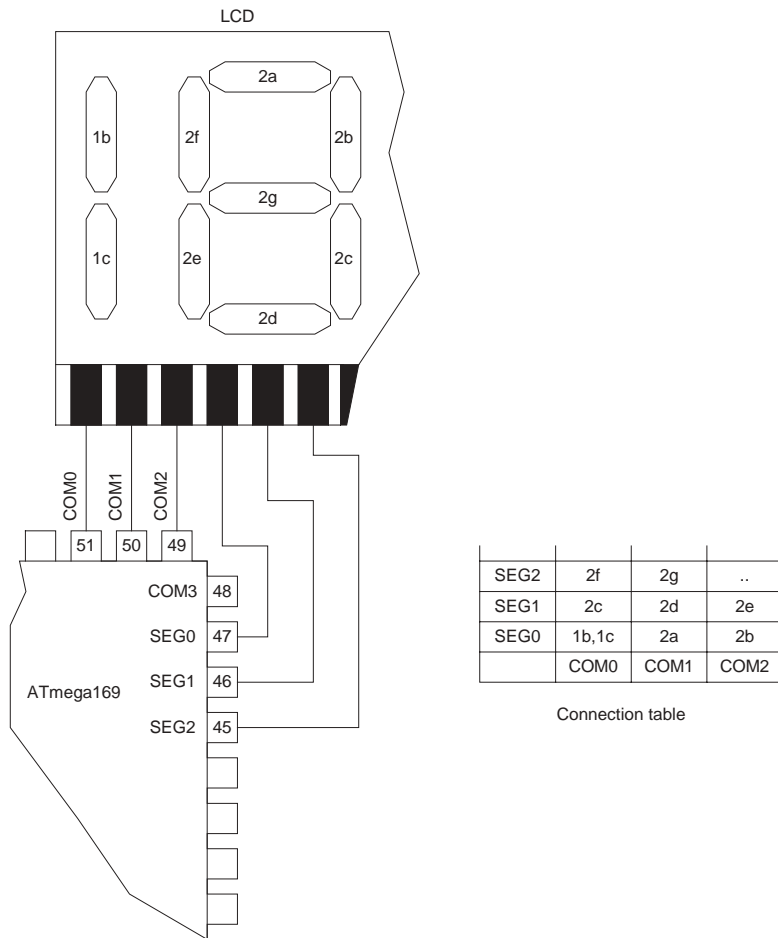 LCD
2a
1b 2f 2b
2g
1c 2e 2c
2d
COM0 COM1 COM2
51 50 49
COM3 48
SEG0 47
SEG1 46
ATmega169
SEG2 45
SEG2 2f 2g ..
SEG1 2c 2d 2e
SEG0 1b,1c 2a 2b
COM0 COM1 COM2
Connection table